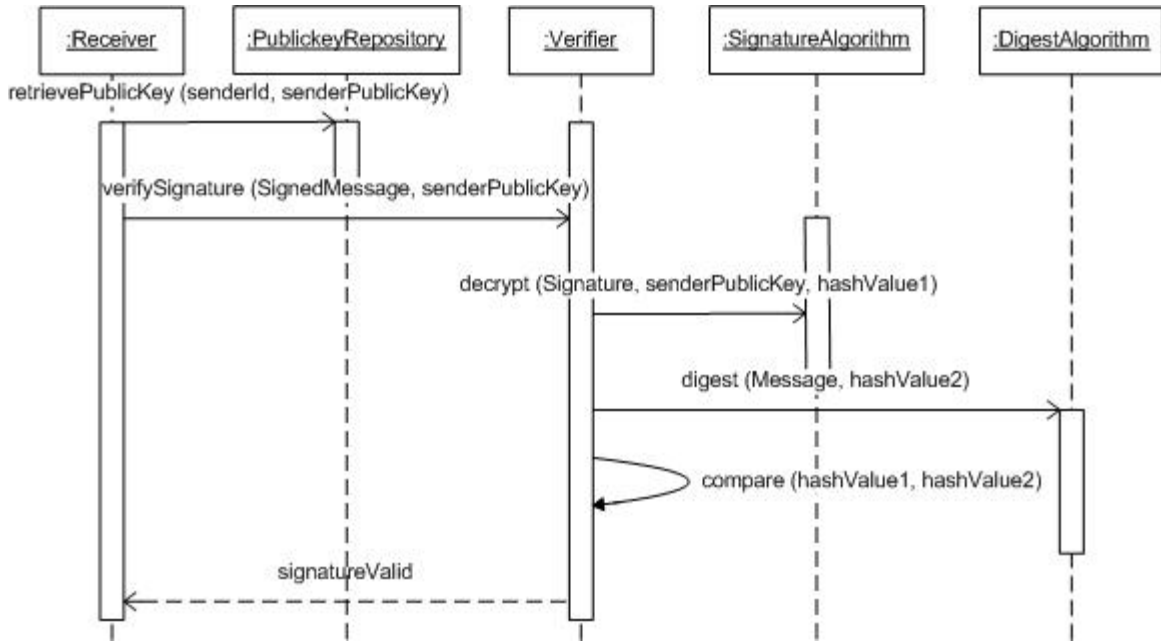 :Receiver
:PublickeyRepository
:Verifier
:SignatureAlgorithm
:DigestAlgorithm
retrievePublicKey (senderId, senderPublicKey)
verifySignature (SignedMessage, senderPublicKey)
decrypt (Signature, senderPublicKey, hashValue1)
digest (Message, hashValue2)
compare (hashValue1, hashValue2)
signatureValid